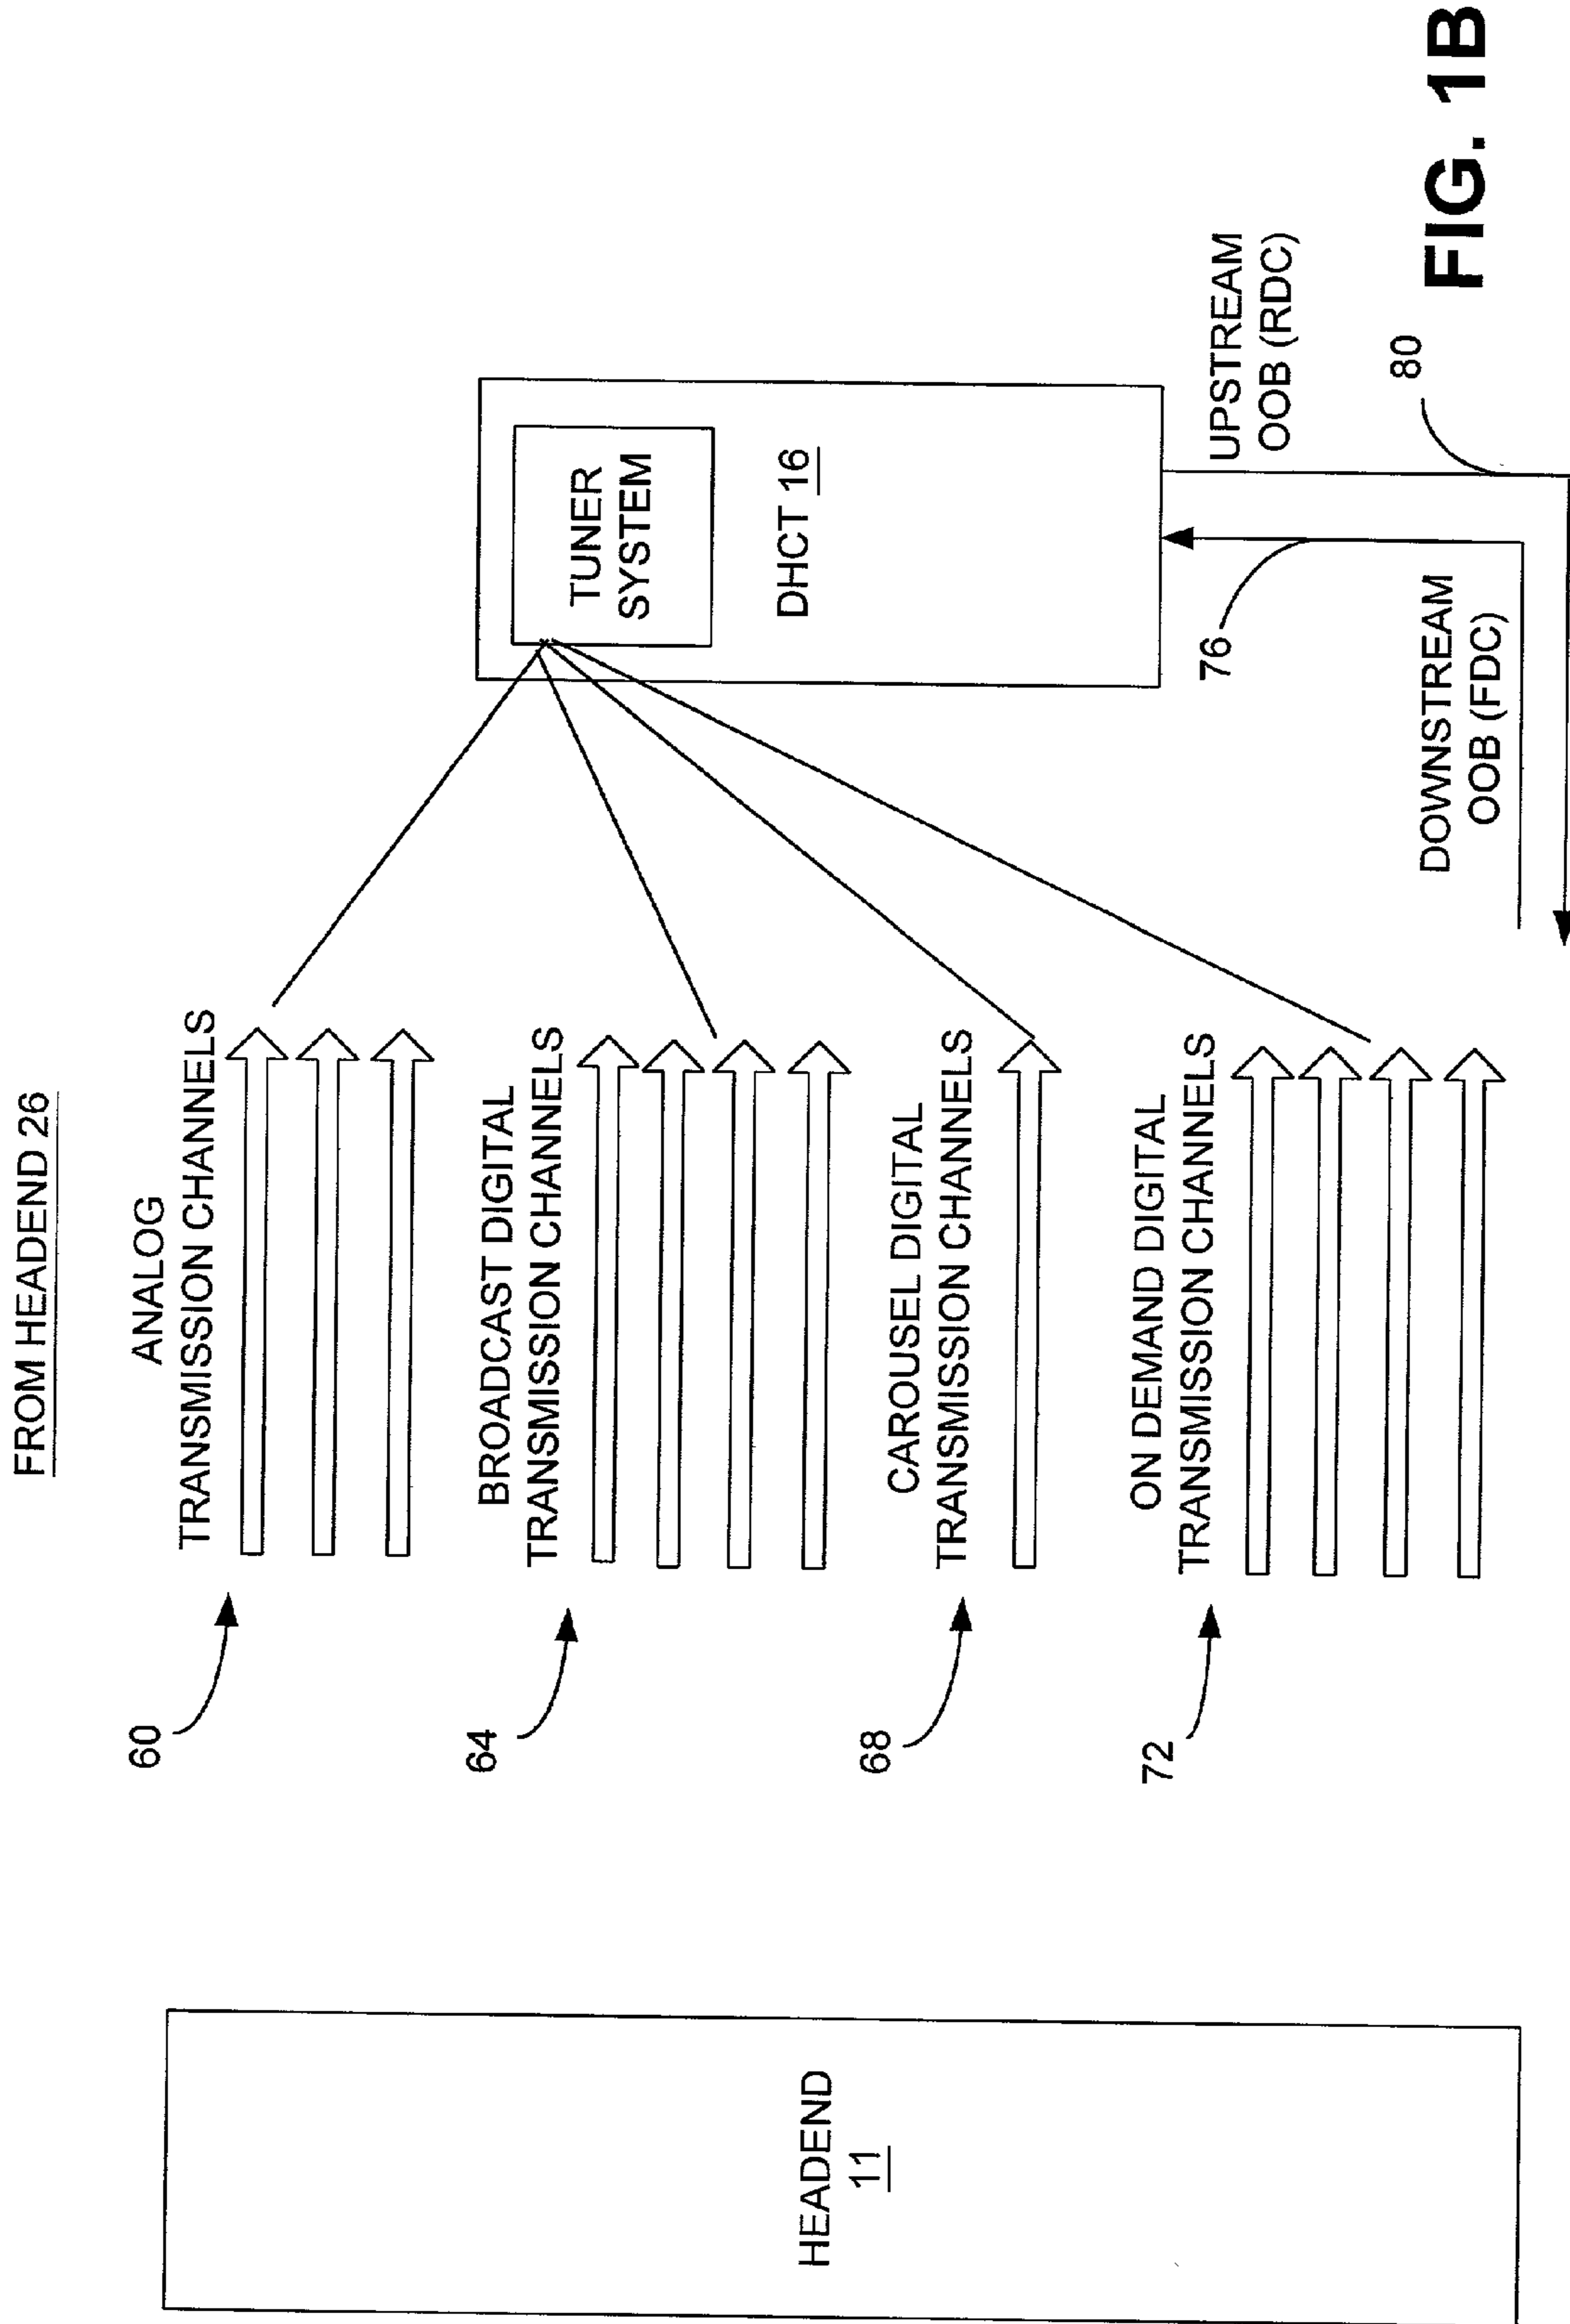 FROM HEADEND 26
60
ANALOG
TRANSMISSION CHANNELS
64
BROADCAST DIGITAL
TRANSMISSION CHANNELS
68
CAROUSEL DIGITAL
TRANSMISSION CHANNELS
72
ON DEMAND DIGITAL
TRANSMISSION CHANNELS
HEADEND
11
TUNER
SYSTEM
DHCT 16
76
DOWNSTREAM
OOB (FDC)
UPSTREAM
OOB (RDC)
80
FIG. 1B